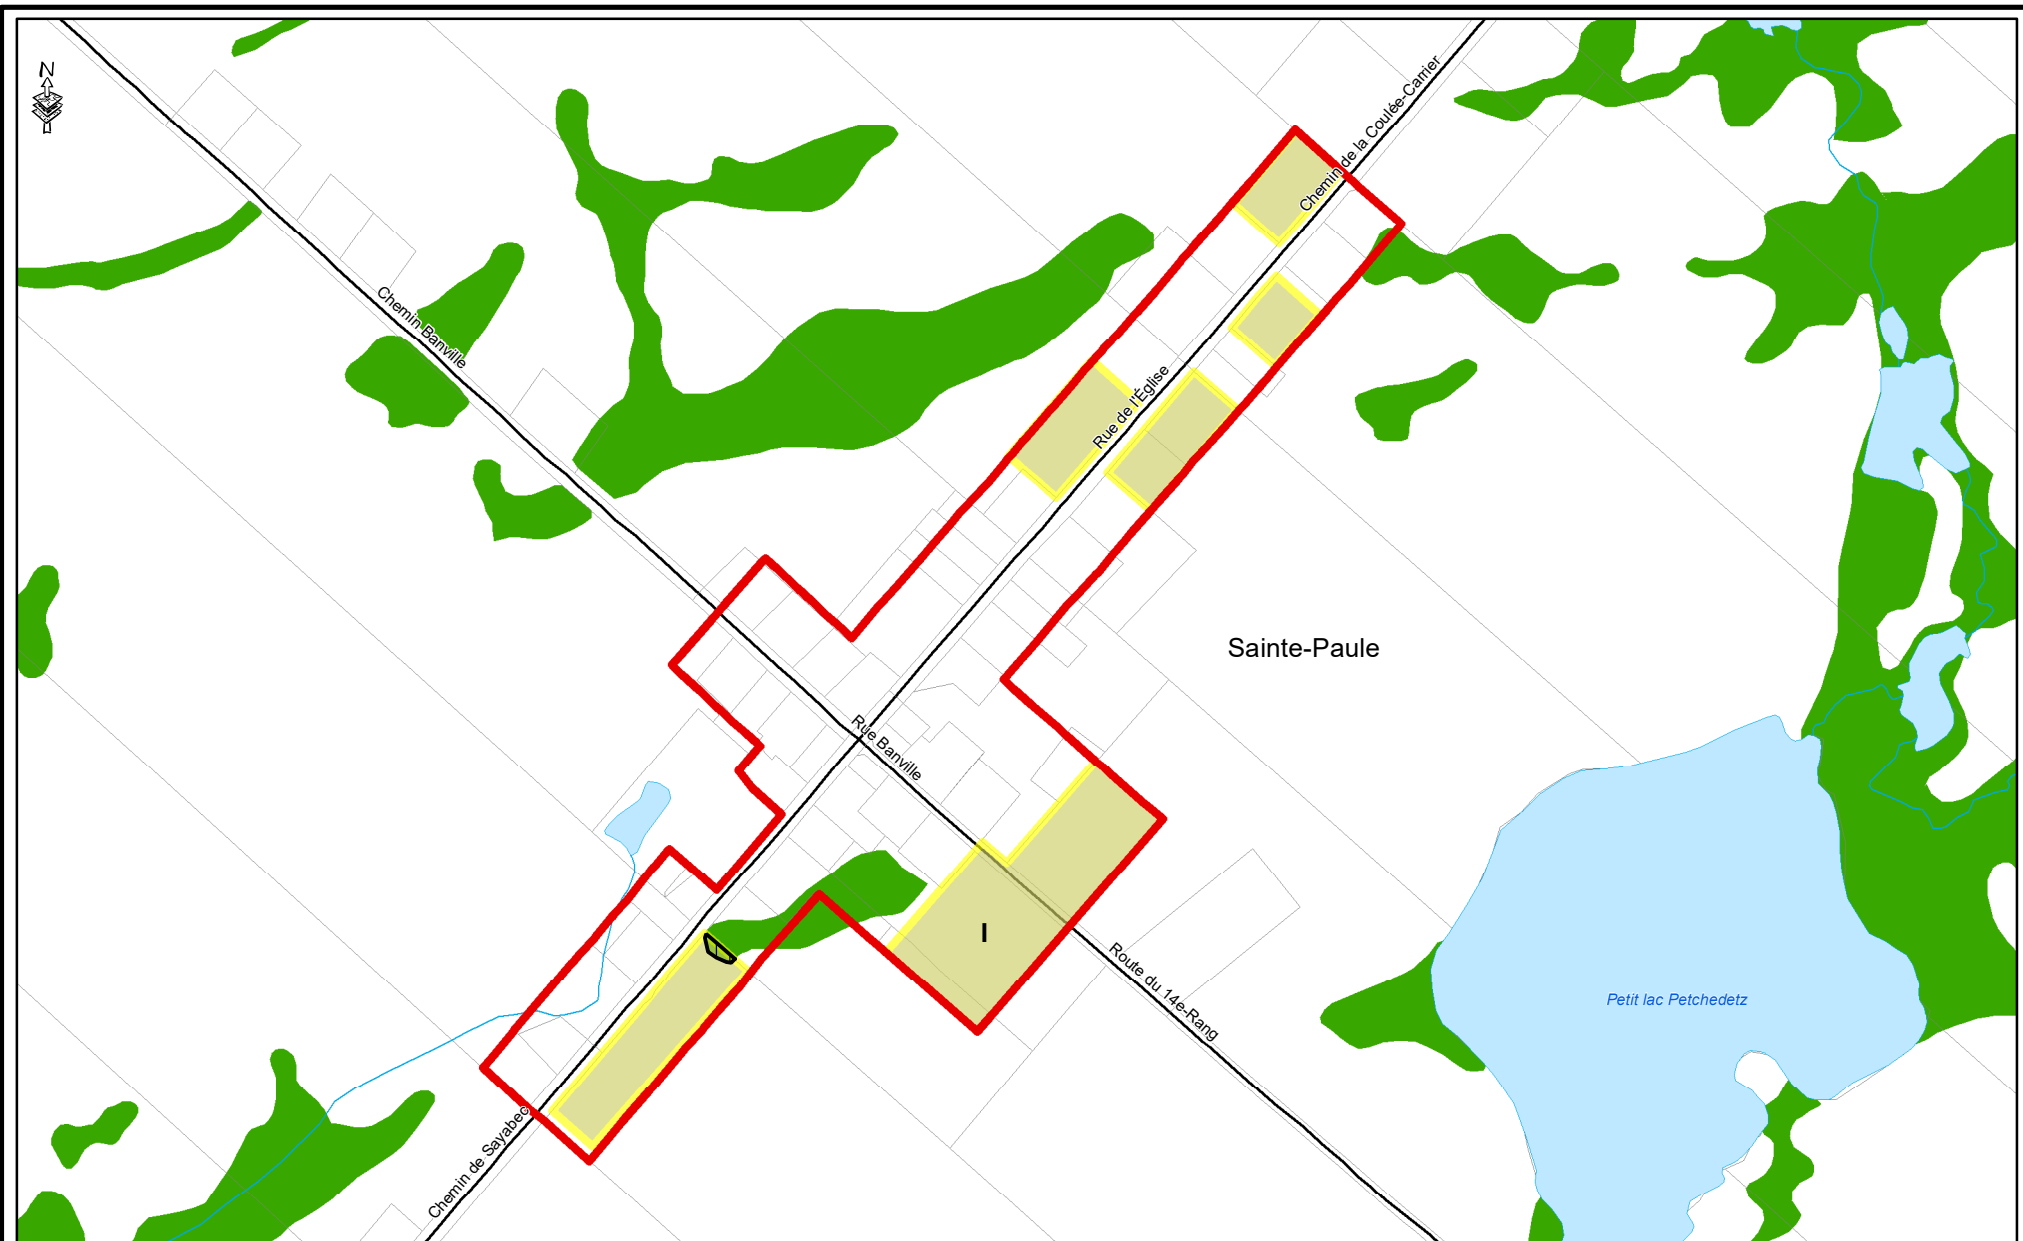 N
Chemin de la Coulée-Carrier
Chemin Banville
Rue de l'Église
Sainte-Paule
Rue Banville
I
Route du 14e-Rang
Petit lac Petchedetz
Chemin de Sayabec